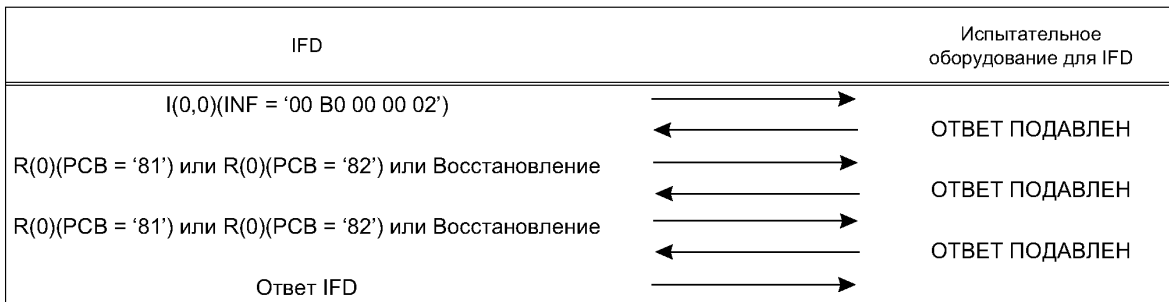 IFD
Испытательное
оборудование для IFD
I(0,0)(INF = ‘00 B0 00 00 02’)
ОТВЕТ ПОДАВЛЕН
R(0)(PCB = ‘81’) или R(0)(PCB = ‘82’) или Восстановление
ОТВЕТ ПОДАВЛЕН
R(0)(PCB = ‘81’) или R(0)(PCB = ‘82’) или Восстановление
ОТВЕТ ПОДАВЛЕН
Ответ IFD